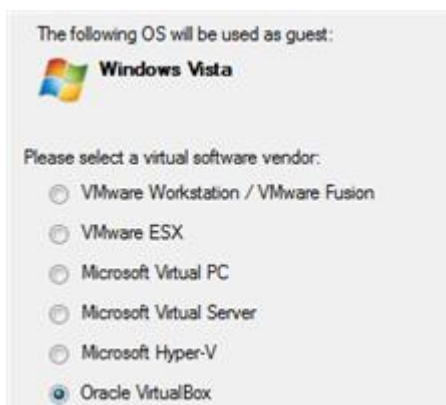 The following OS will be used as guest:
Windows Vista
Please select a virtual software vendor:
VMware Workstation / VMware Fusion
VMware ESX
Microsoft Virtual PC
Microsoft Virtual Server
Microsoft Hyper-V
Oracle VirtualBox